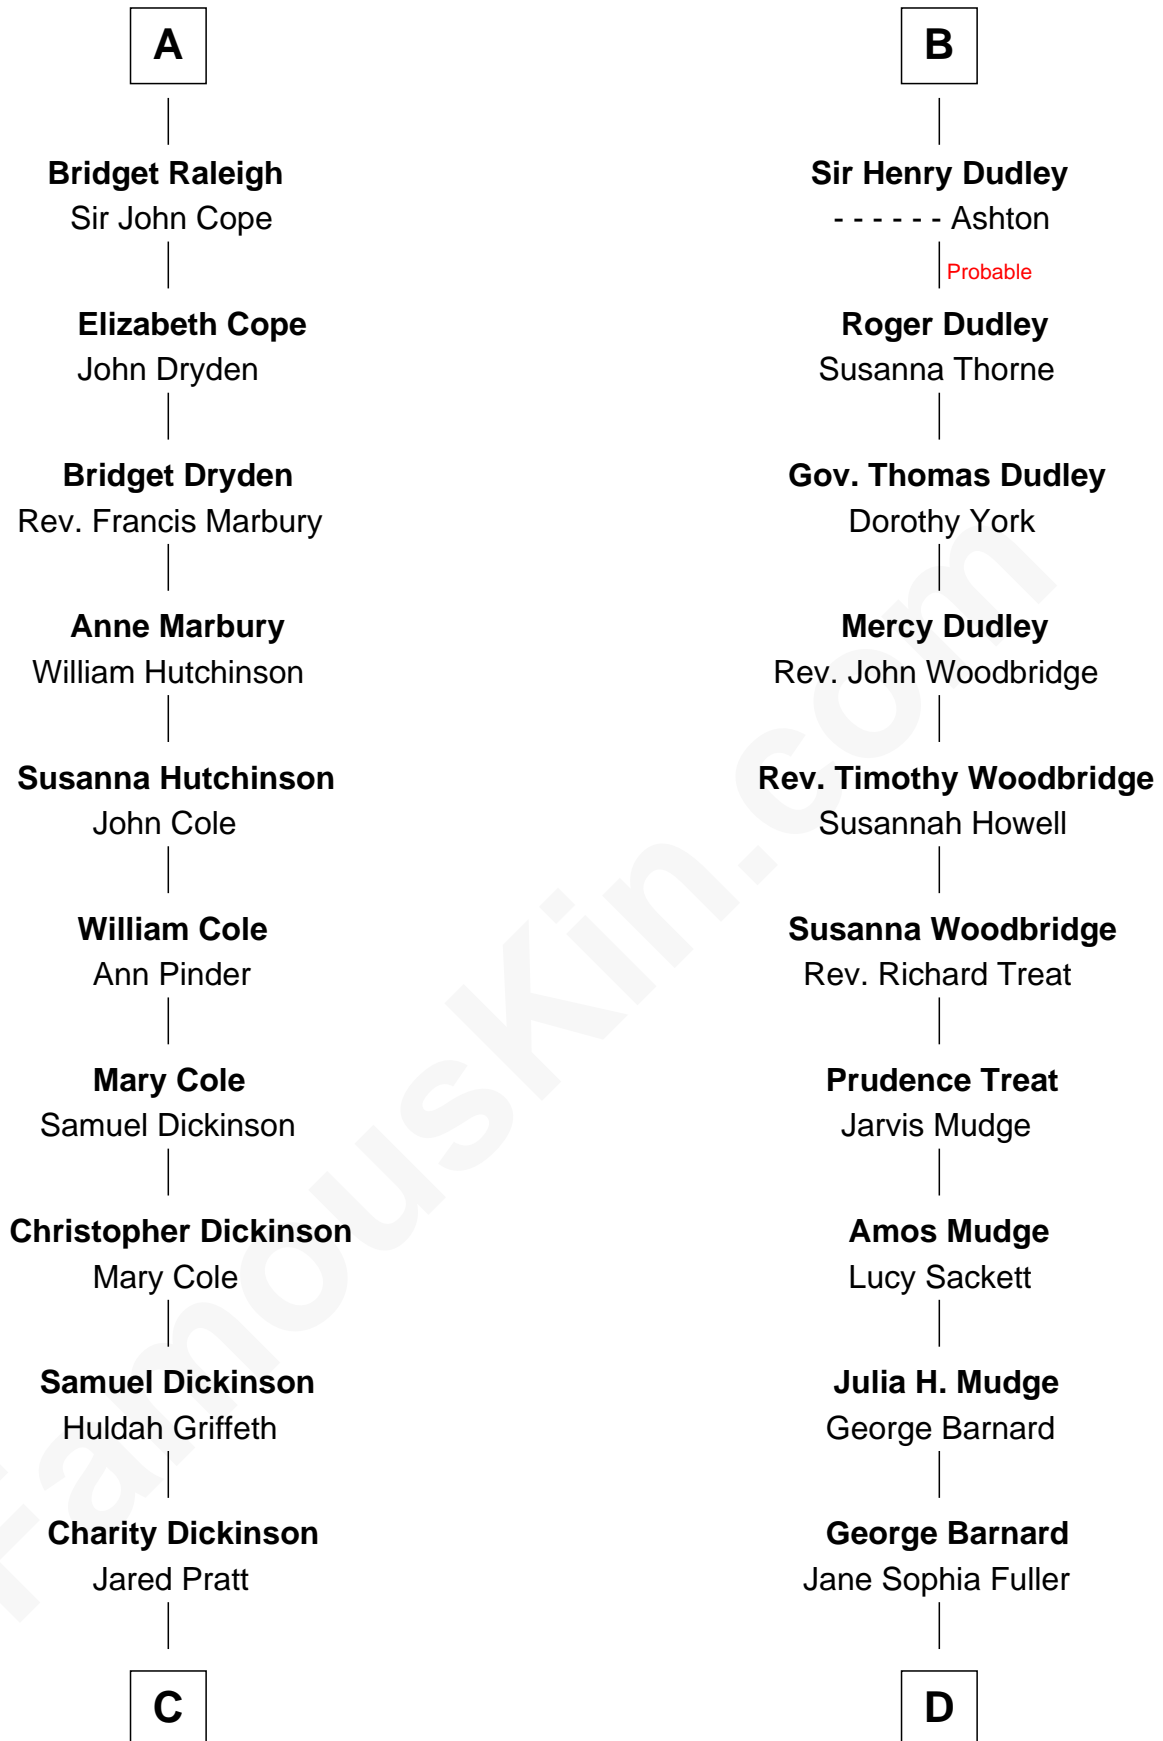 A
Bridget Raleigh
Sir John Cope
Elizabeth Cope
John Dryden
Bridget Dryden
Rev. Francis Marbury
Anne Marbury
William Hutchinson
Susanna Hutchinson
John Cole
William Cole
Ann Pinder
Mary Cole
Samuel Dickinson
Christopher Dickinson
Mary Cole
Samuel Dickinson
Huldah Griffeth
Charity Dickinson
Jared Pratt
C
B
Sir Henry Dudley
- - - - - - Ashton
Probable
Roger Dudley
Susanna Thorne
Gov. Thomas Dudley
Dorothy York
Mercy Dudley
Rev. John Woodbridge
Rev. Timothy Woodbridge
Susannah Howell
Susanna Woodbridge
Rev. Richard Treat
Prudence Treat
Jarvis Mudge
Amos Mudge
Lucy Sackett
Julia H. Mudge
George Barnard
George Barnard
Jane Sophia Fuller
D
FamousKin.com